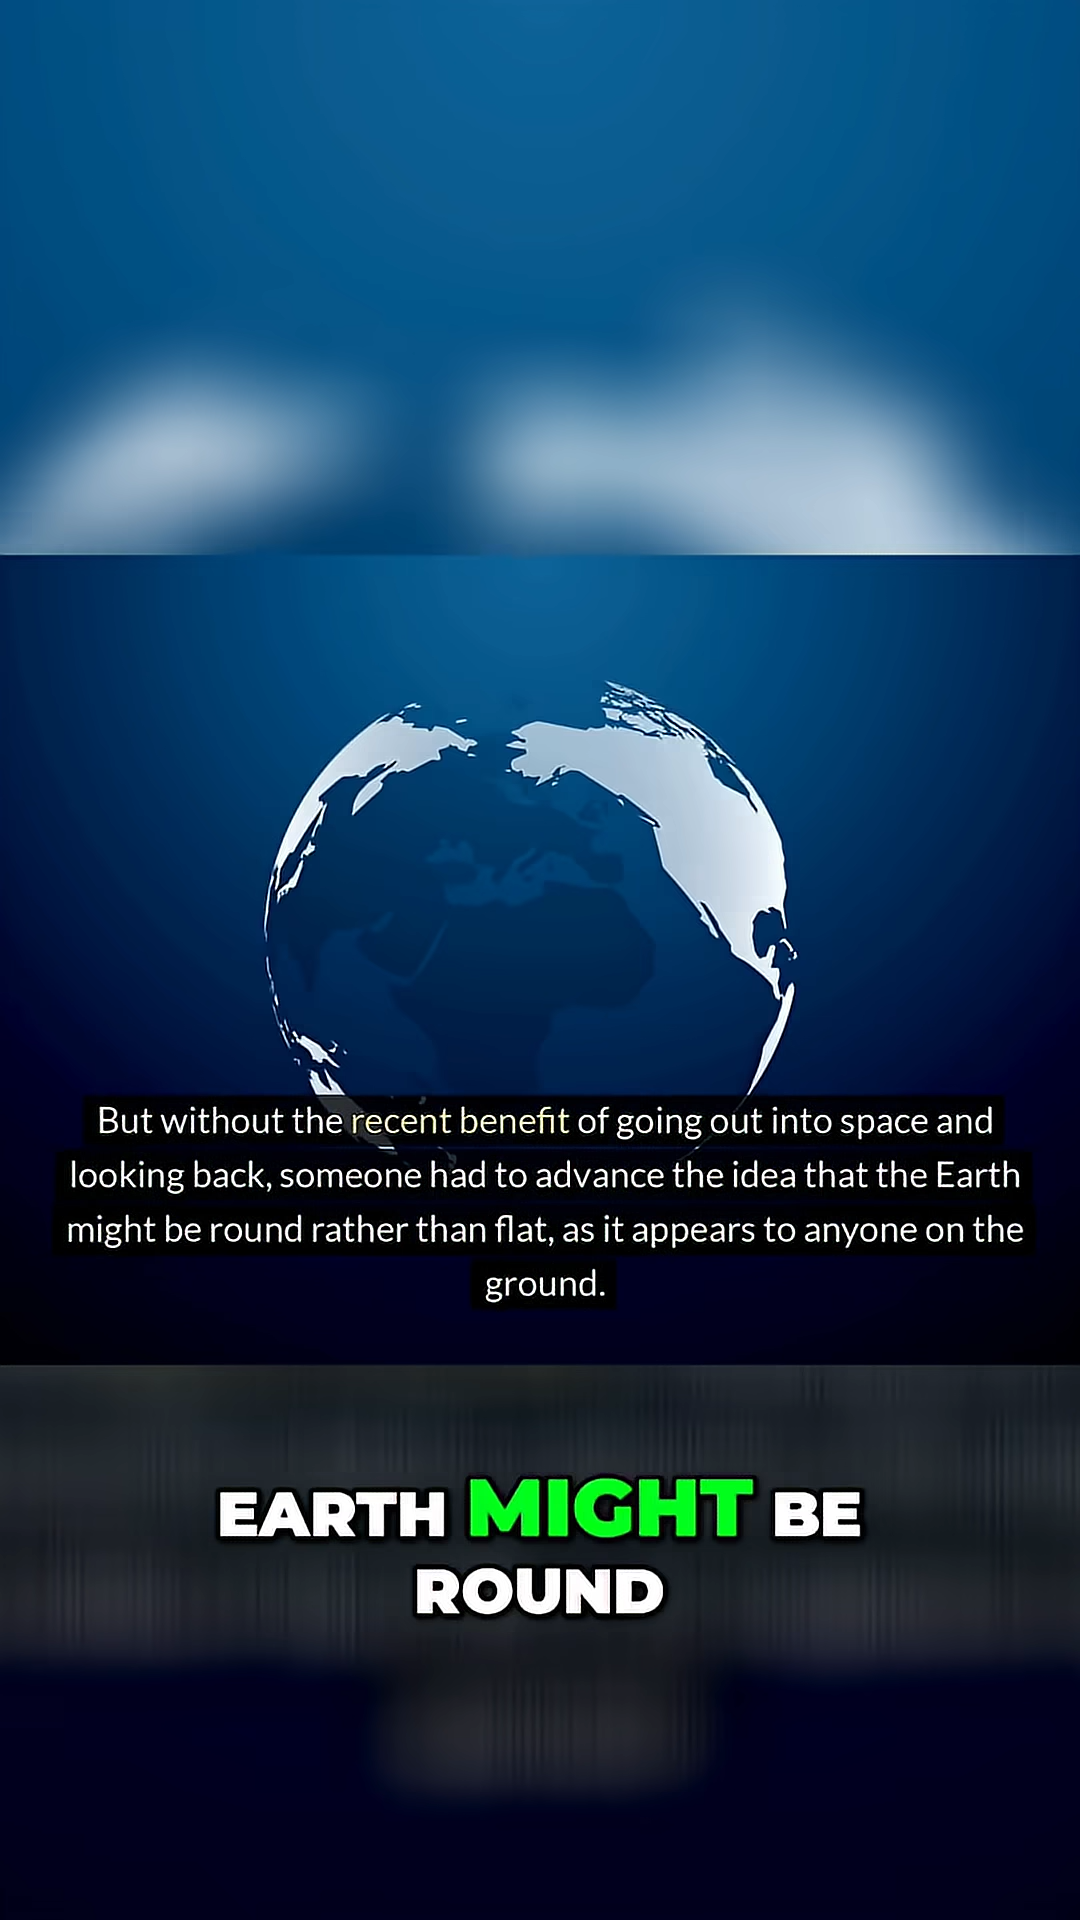 But without the recent benefit of going out into space and
looking back, someone had to advance the idea that the Earth
might be round rather than flat, as it appears to anyone on the
ground.
EARTH MIGHT BE
ROUND